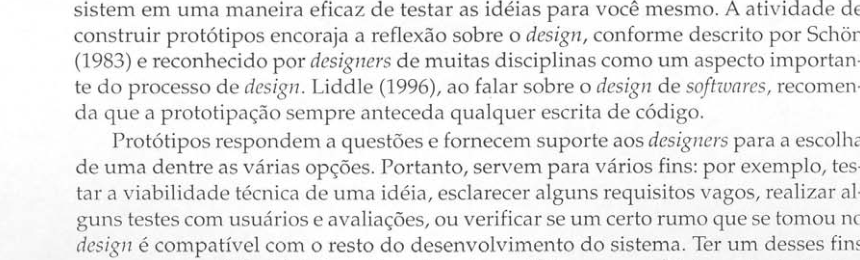 sistem em uma maneira eficaz de testar as idéias para você mesmo. A atividade de
construir protótipos encoraja a reflexão sobre o design, conforme descrito por Schön
(1983) e reconhecido por designers de muitas disciplinas como um aspecto importan-
te do processo de design. Liddle (1996), ao falar sobre o design de softwares, recomen-
da que a prototipação sempre anteceda qualquer escrita de código.
Protótipos respondem a questões e fornecem suporte aos designers para a escolha
de uma dentre as várias opções. Portanto, servem para vários fins: por exemplo, tes-
tar a viabilidade técnica de uma idéia, esclarecer alguns requisitos vagos, realizar al-
guns testes com usuários e avaliações, ou verificar se um certo rumo que se tomou no
design é compatível com o resto do desenvolvimento do sistema. Ter um desses fins